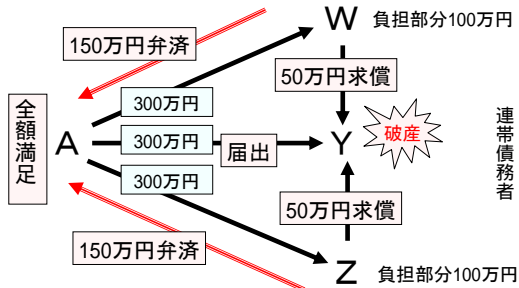 W 負担部分100万円
150万円弁済
50万円求償
300万円
全額満足
A
300万円
届出
Y
破産
連帯債務者
300万円
50万円求償
150万円弁済
Z 負担部分100万円